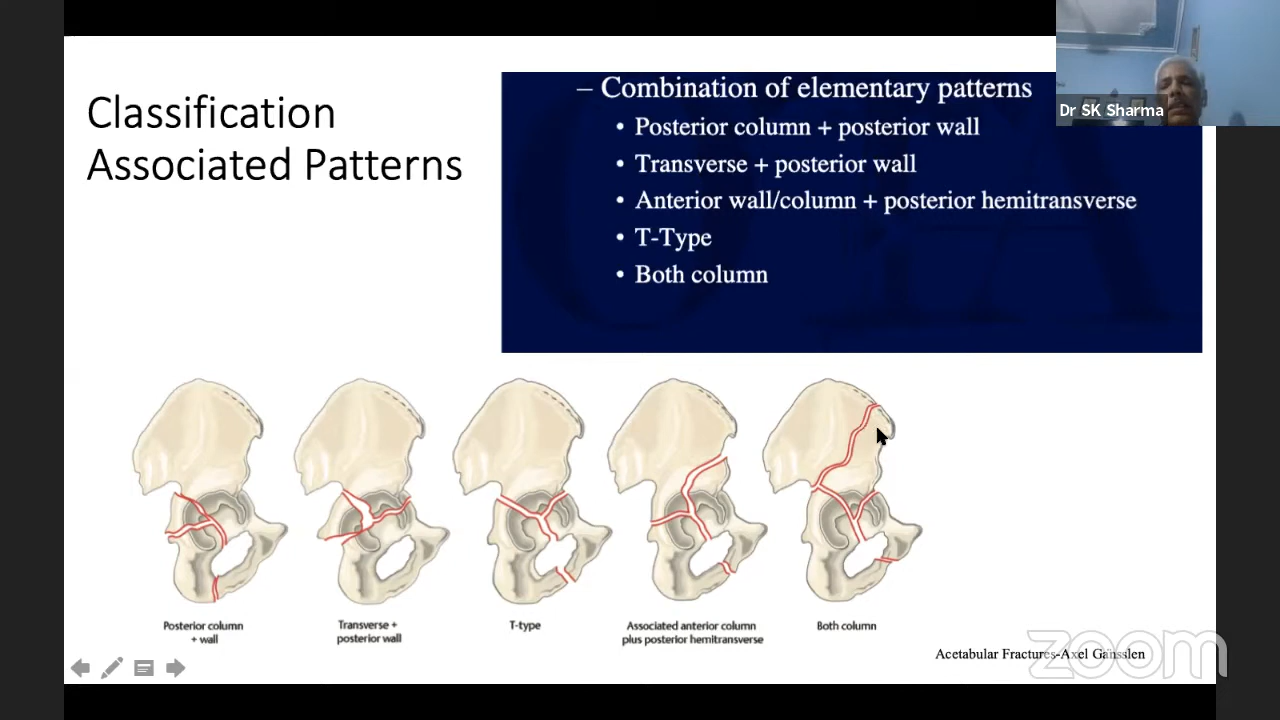 Classification
Associated Patterns
– Combination of elementary patterns
• Posterior column + posterior wall
• Transverse + posterior wall
• Anterior wall/column + posterior hemitransverse
• T-Type
• Both column
Dr SK Sharma
Posterior column
+ wall
Transverse +
posterior wall
T-type
Associated anterior column
plus posterior hemitransverse
Both column
Acetabular Fractures-Axel Gänsslen
zoom